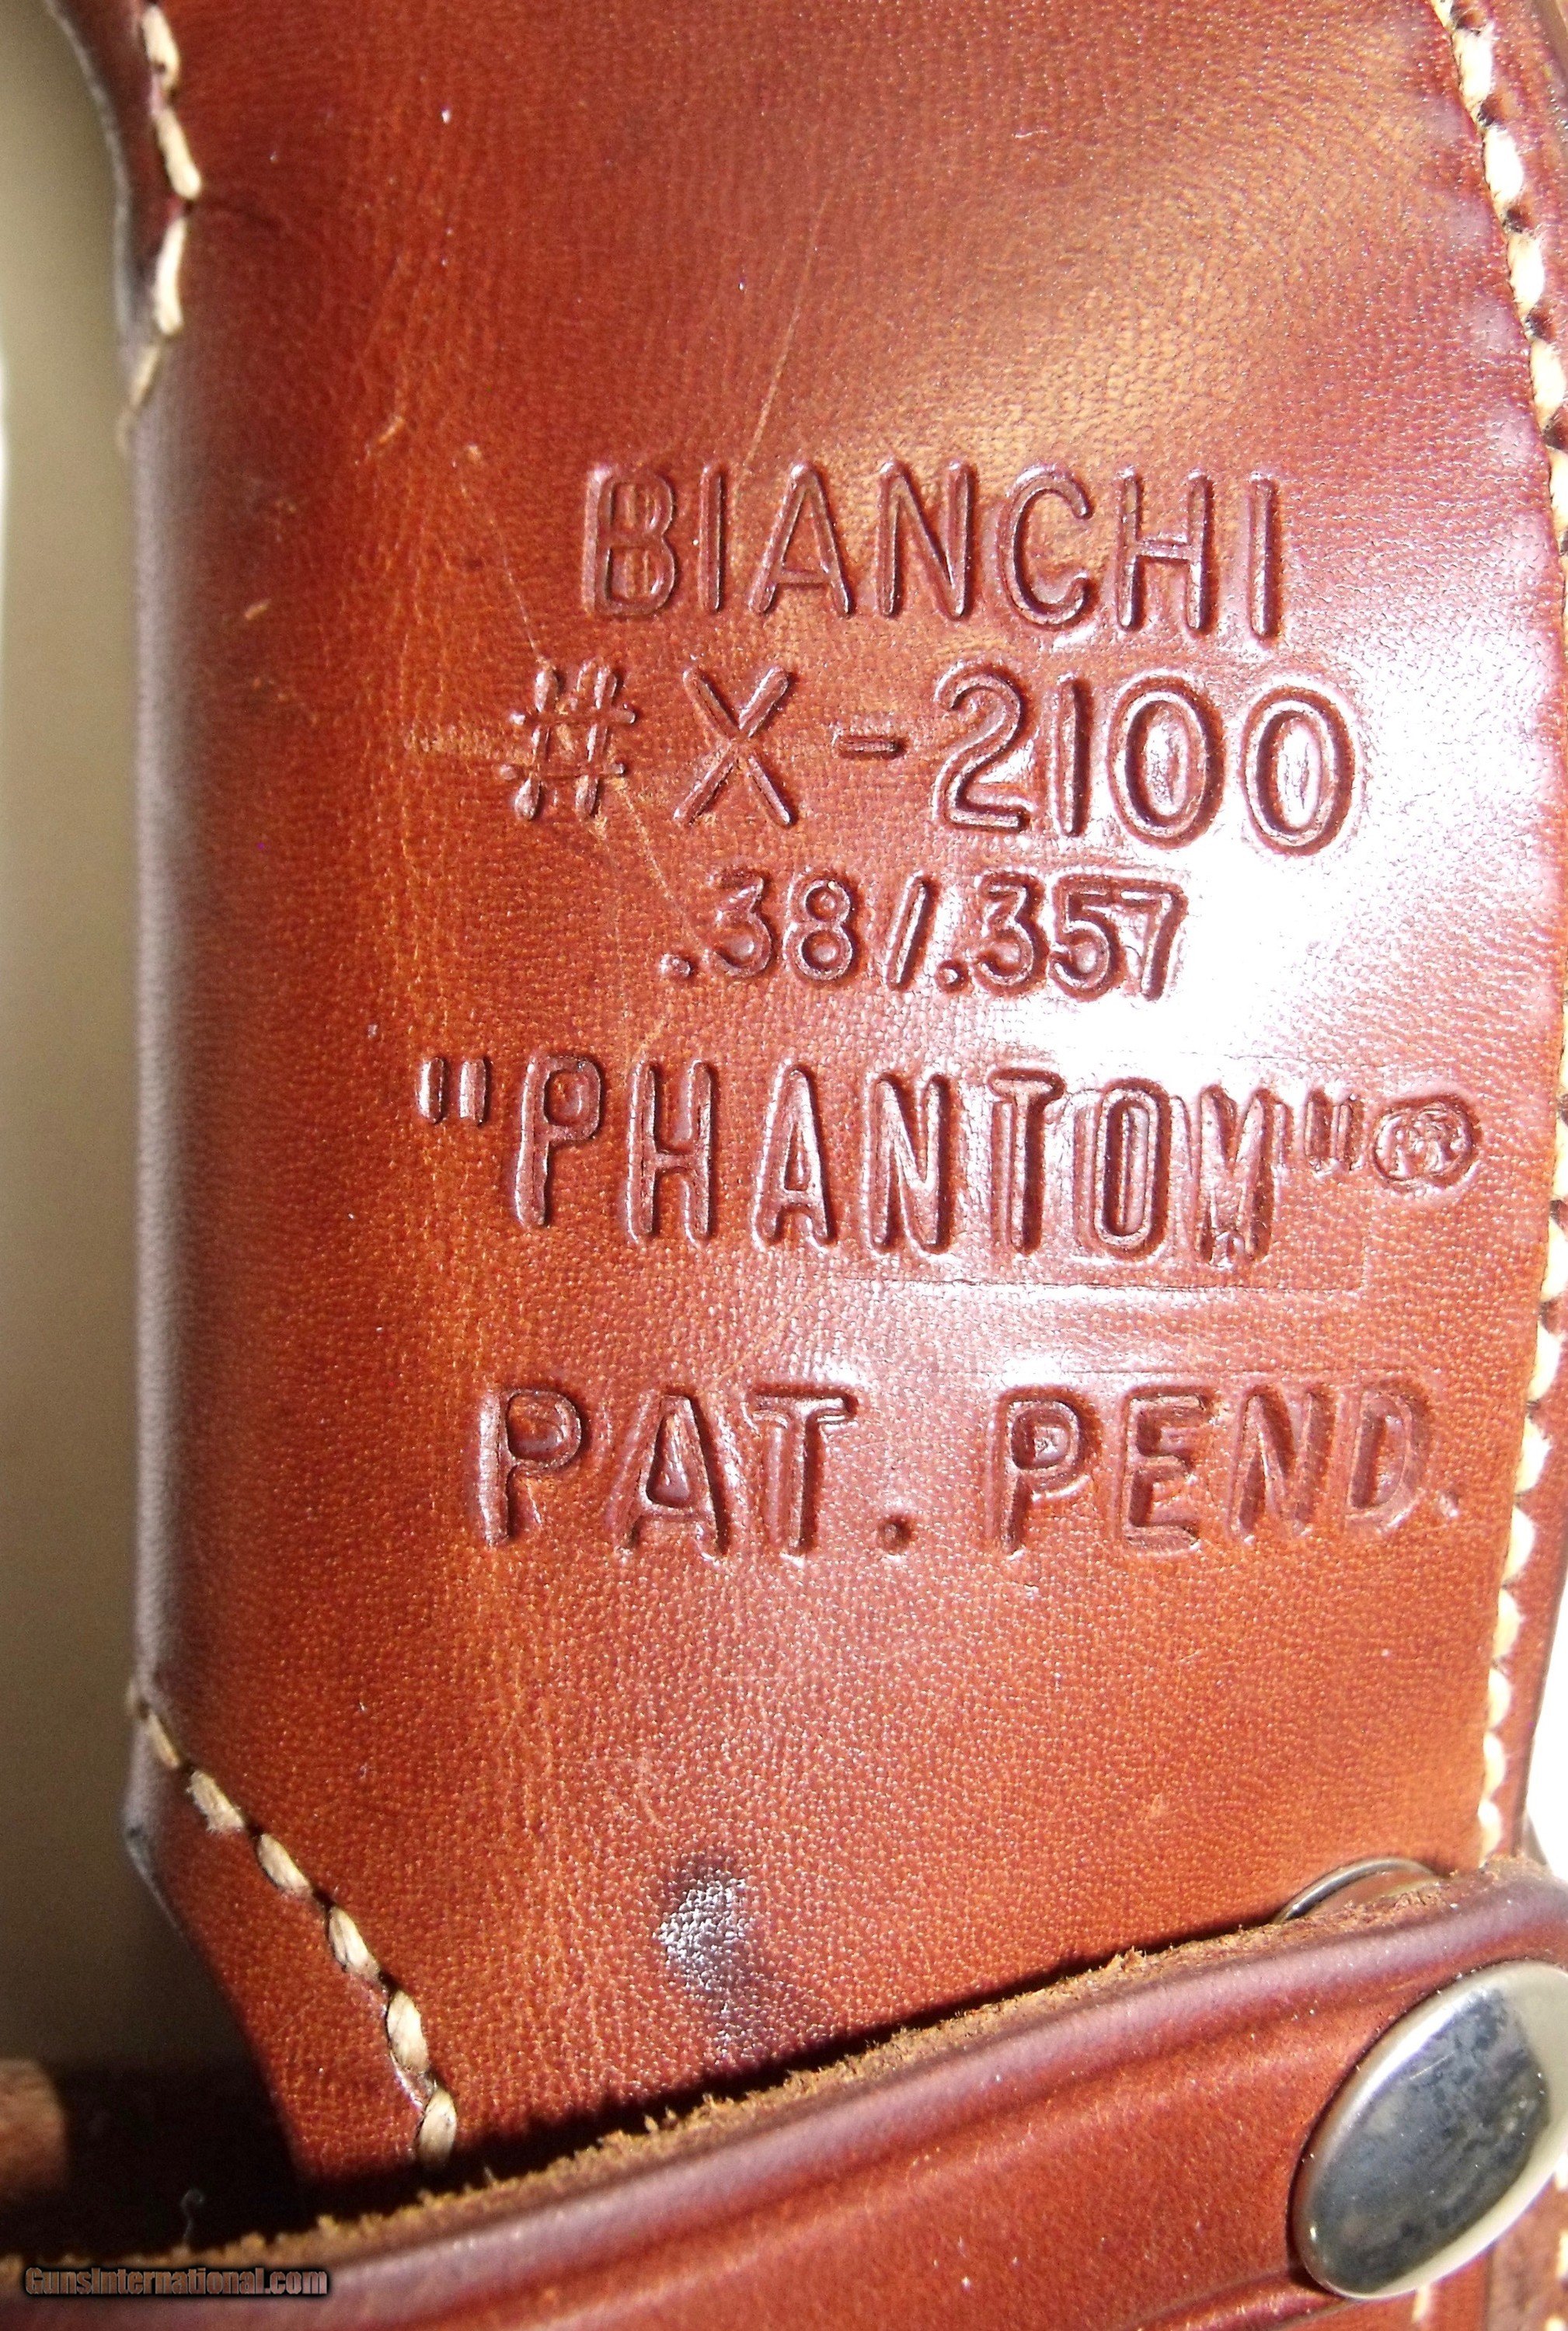 BIANCHI
# X-2100
.38/.357
"PHANTOM"®
PAT. PEND.
GunsInternational.com